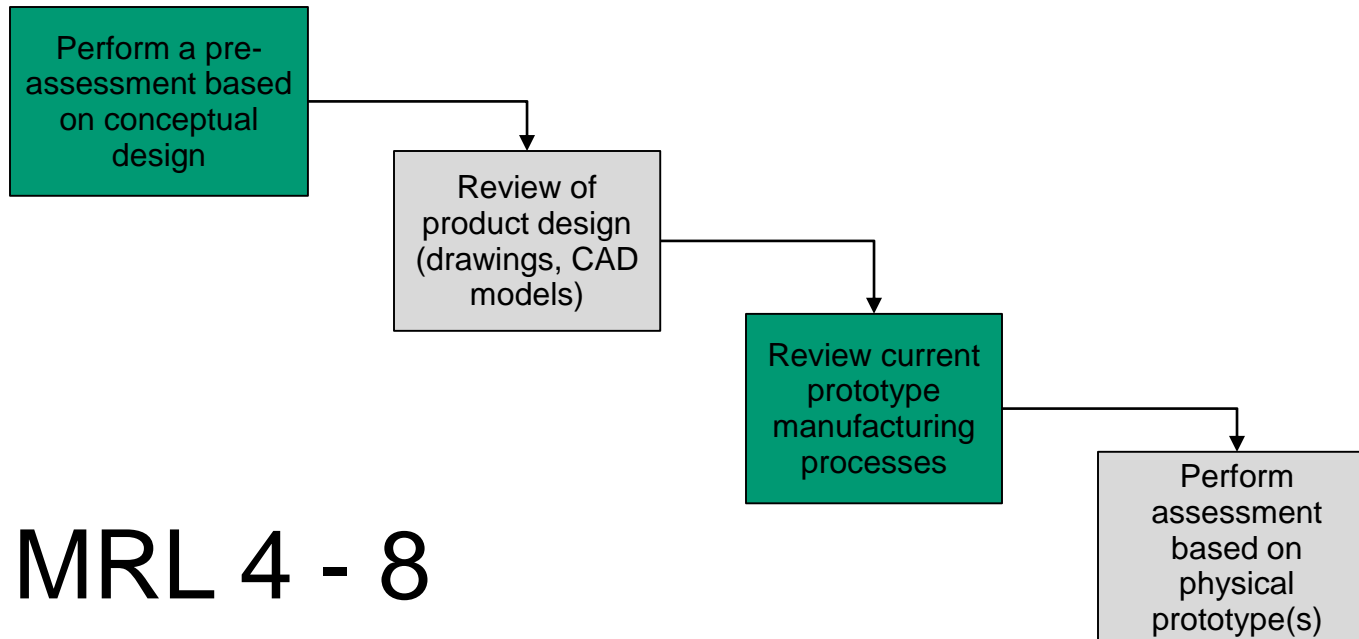 Perform a pre-
assessment based
on conceptual
design
Review of
product design
(drawings, CAD
models)
Review current
prototype
manufacturing
processes
Perform
assessment
based on
physical
prototype(s)
MRL 4 - 8